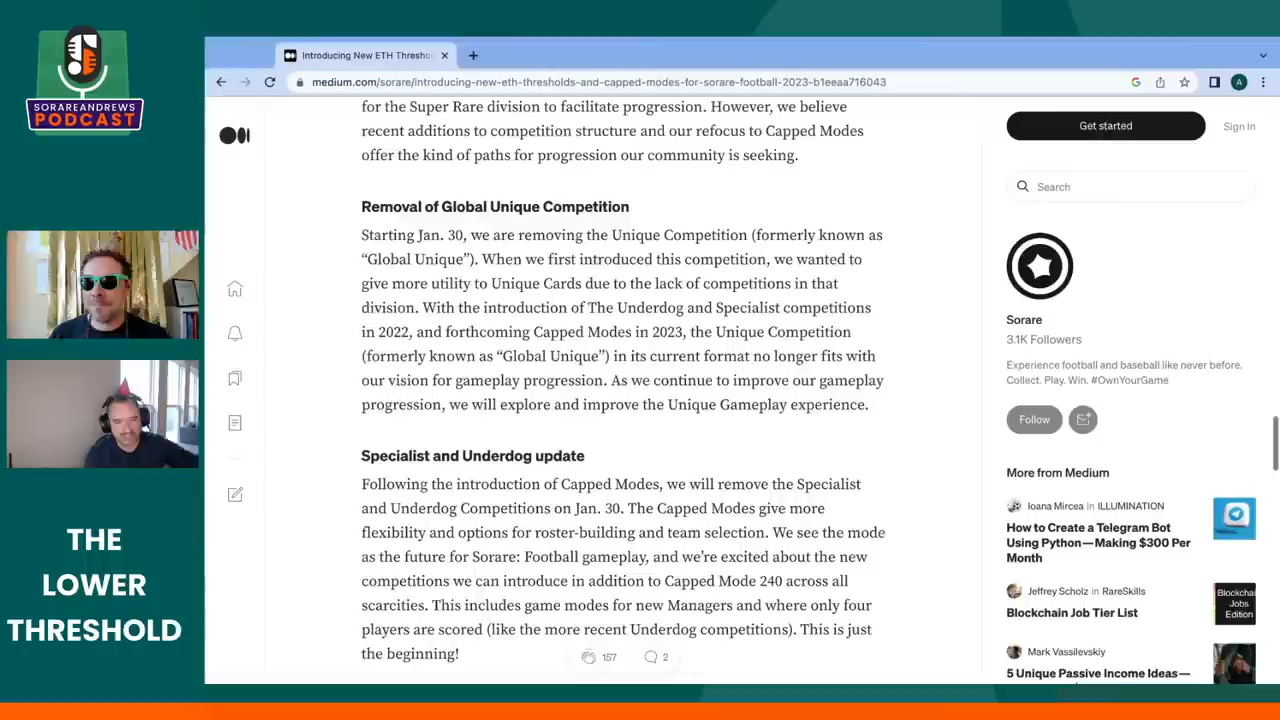 SORAREANDREWS
PODCAST
THE
LOWER
THRESHOLD
Introducing New ETH Thresho
medium.com/sorare/introducing-new-eth-thresholds-and-capped-modes-for-sorare-football-2023-b1eeaa716043
G
A
for the Super Rare division to facilitate progression. However, we believe
recent additions to competition structure and our refocus to Capped Modes
offer the kind of paths for progression our community is seeking.
Removal of Global Unique Competition
Starting Jan. 30, we are removing the Unique Competition (formerly known as
“Global Unique”). When we first introduced this competition, we wanted to
give more utility to Unique Cards due to the lack of competitions in that
division. With the introduction of The Underdog and Specialist competitions
in 2022, and forthcoming Capped Modes in 2023, the Unique Competition
(formerly known as “Global Unique”) in its current format no longer fits with
our vision for gameplay progression. As we continue to improve our gameplay
progression, we will explore and improve the Unique Gameplay experience.
Specialist and Underdog update
Following the introduction of Capped Modes, we will remove the Specialist
and Underdog Competitions on Jan. 30. The Capped Modes give more
flexibility and options for roster-building and team selection. We see the mode
as the future for Sorare: Football gameplay, and we’re excited about the new
competitions we can introduce in addition to Capped Mode 240 across all
scarcities. This includes game modes for new Managers and where only four
players are scored (like the more recent Underdog competitions). This is just
the beginning!
157
2
Get started
Sign In
Search
Sorare
3.1K Followers
Experience football and baseball like never before.
Collect. Play. Win. #OwnYourGame
Follow
More from Medium
Ioana Mircea in ILLUMINATION
How to Create a Telegram Bot
Using Python—Making $300 Per
Month
Jeffrey Scholz in RareSkills
Blockchain Job Tier List
Blockchai
Jobs
Edition
Mark Vassilevskiy
5 Unique Passive Income Ideas—